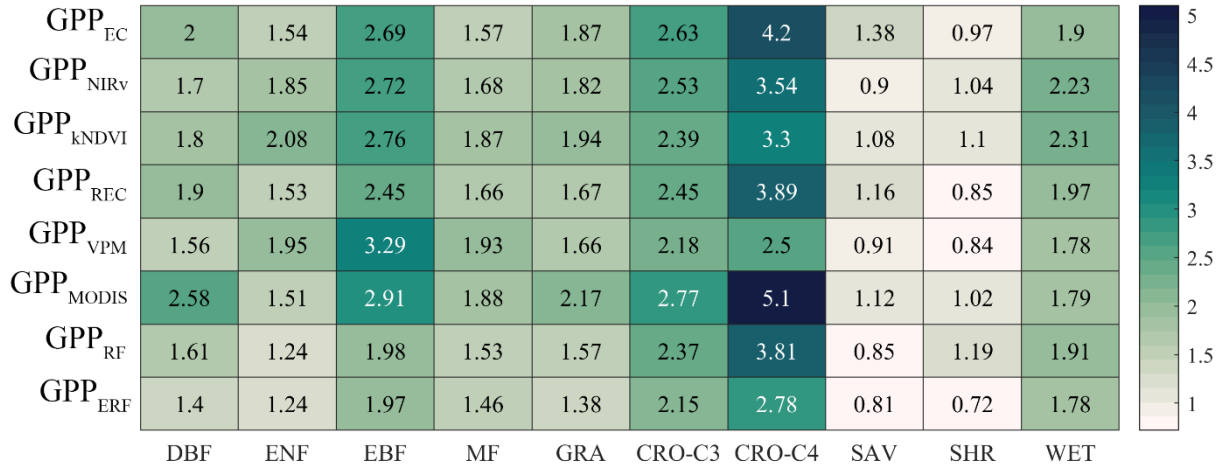 GPP_EC 2 1.54 2.69 1.57 1.87 2.63 4.2 1.38 0.97 1.9
GPP_NIRv 1.7 1.85 2.72 1.68 1.82 2.53 3.54 0.9 1.04 2.23
GPP_kNDVI 1.8 2.08 2.76 1.87 1.94 2.39 3.3 1.08 1.1 2.31
GPP_REC 1.9 1.53 2.45 1.66 1.67 2.45 3.89 1.16 0.85 1.97
GPP_VPM 1.56 1.95 3.29 1.93 1.66 2.18 2.5 0.91 0.84 1.78
GPP_MODIS 2.58 1.51 2.91 1.88 2.17 2.77 5.1 1.12 1.02 1.79
GPP_RF 1.61 1.24 1.98 1.53 1.57 2.37 3.81 0.85 1.19 1.91
GPP_ERF 1.4 1.24 1.97 1.46 1.38 2.15 2.78 0.81 0.72 1.78
DBF ENF EBF MF GRA CRO-C3 CRO-C4 SAV SHR WET
5
4.5
4
3.5
3
2.5
2
1.5
1